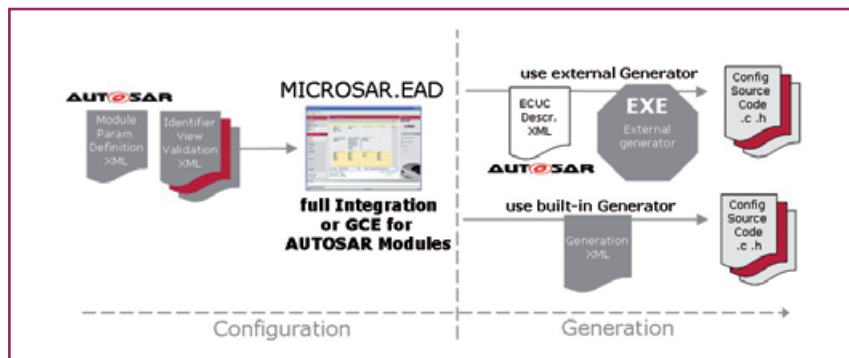 AUTOSAR
Module
Param
Definition
XML
Identifier
View
Validation
XML
MICROSAR.EAD
full Integration
or GCE for
AUTOSAR Modules
use external Generator
ECUC
Descr.
XML
AUTOSAR
EXE
External
generator
Config
Source
Code
.c .h
use built-in Generator
Generation
XML
Config
Source
Code
.c .h
Configuration
Generation